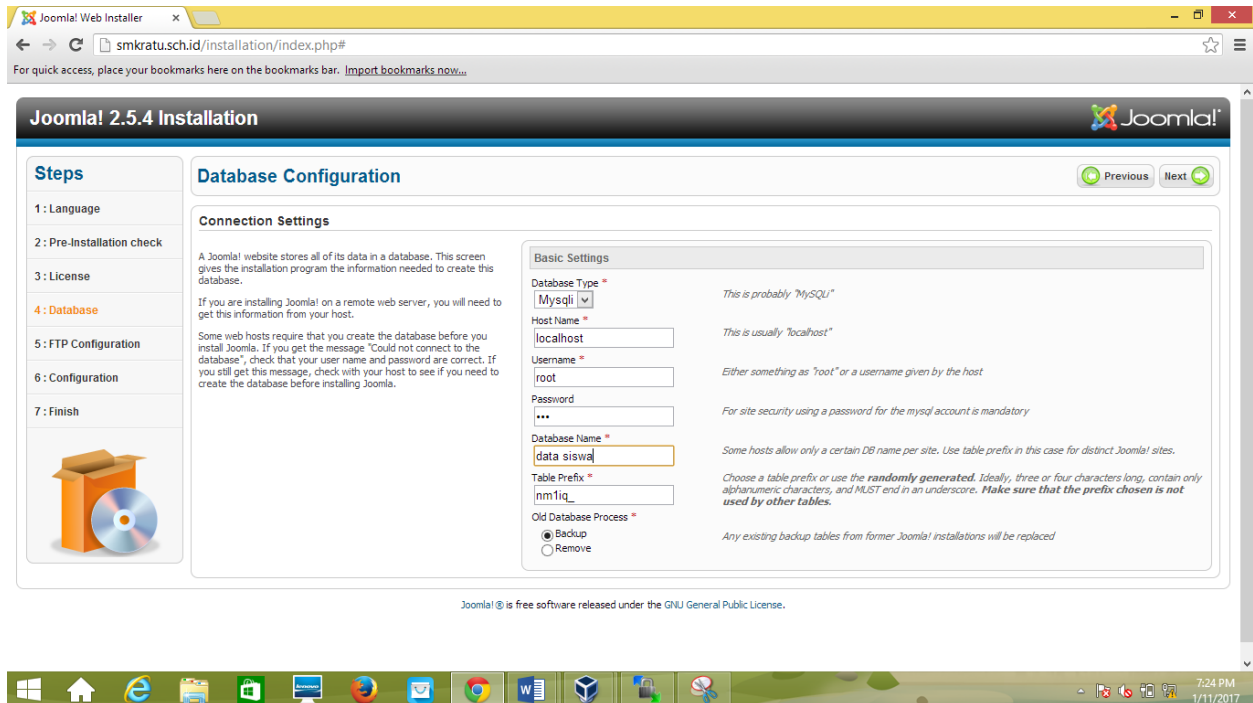 Joomla! Web Installer
smkratu.sch.id/installation/index.php#
For quick access, place your bookmarks here on the bookmarks bar. Import bookmarks now...
Joomla! 2.5.4 Installation
Joomla!
Steps
1 : Language
2 : Pre-Installation check
3 : License
4 : Database
5 : FTP Configuration
6 : Configuration
7 : Finish
Database Configuration
Previous
Next
Connection Settings
A Joomla! website stores all of its data in a database. This screen
gives the installation program the information needed to create this
database.
If you are installing Joomla! on a remote web server, you will need to
get this information from your host.
Some web hosts require that you create the database before you
install Joomla. If you get the message "Could not connect to the
database", check that your user name and password are correct. If
you still get this message, check with your host to see if you need to
create the database before installing Joomla.
Basic Settings
Database Type *
Mysqli
This is probably "MySQLi"
Host Name *
localhost
This is usually "localhost"
Username *
root
Either something as "root" or a username given by the host
Password
•••
For site security using a password for the mysql account is mandatory
Database Name *
data siswa
Some hosts allow only a certain DB name per site. Use table prefix in this case for distinct Joomla! sites.
Table Prefix *
nm1iq_
Choose a table prefix or use the randomly generated. Ideally, three or four characters long, contain only
alphanumeric characters, and MUST end in an underscore. Make sure that the prefix chosen is not
used by other tables.
Old Database Process *
Backup
Remove
Any existing backup tables from former Joomla! installations will be replaced
Joomla! ® is free software released under the GNU General Public License.
7:24 PM
1/11/2017